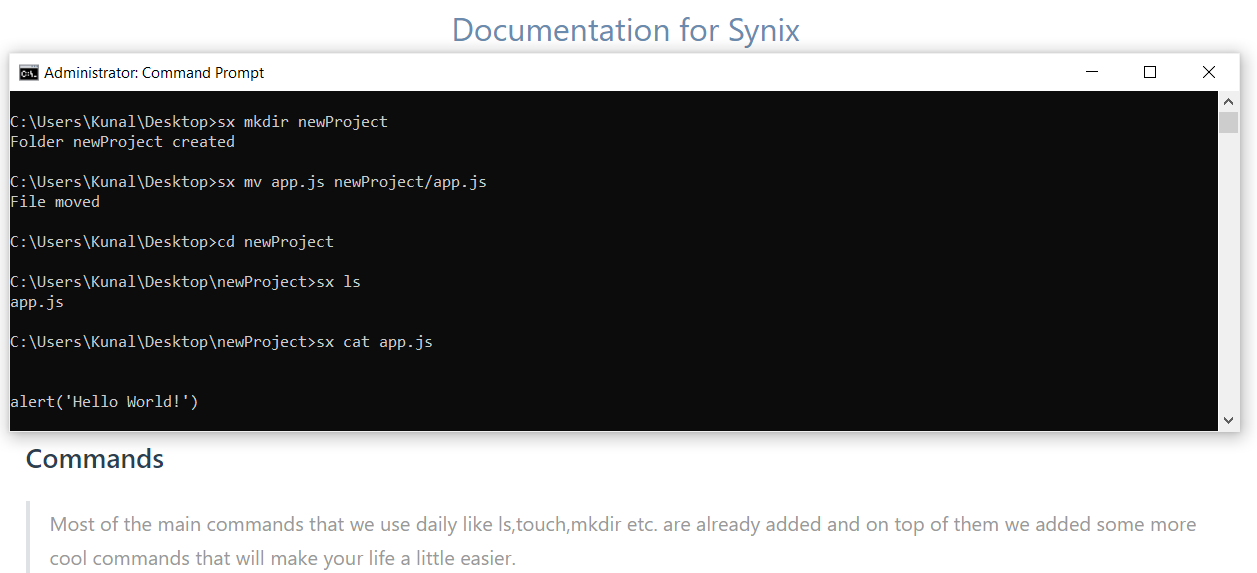 Documentation for Synix
Administrator: Command Prompt
C:\Users\Kunal\Desktop>sx mkdir newProject
Folder newProject created
C:\Users\Kunal\Desktop>sx mv app.js newProject/app.js
File moved
C:\Users\Kunal\Desktop>cd newProject
C:\Users\Kunal\Desktop\newProject>sx ls
app.js
C:\Users\Kunal\Desktop\newProject>sx cat app.js
alert('Hello World!')
Commands
Most of the main commands that we use daily like ls,touch,mkdir etc. are already added and on top of them we added some more
cool commands that will make your life a little easier.